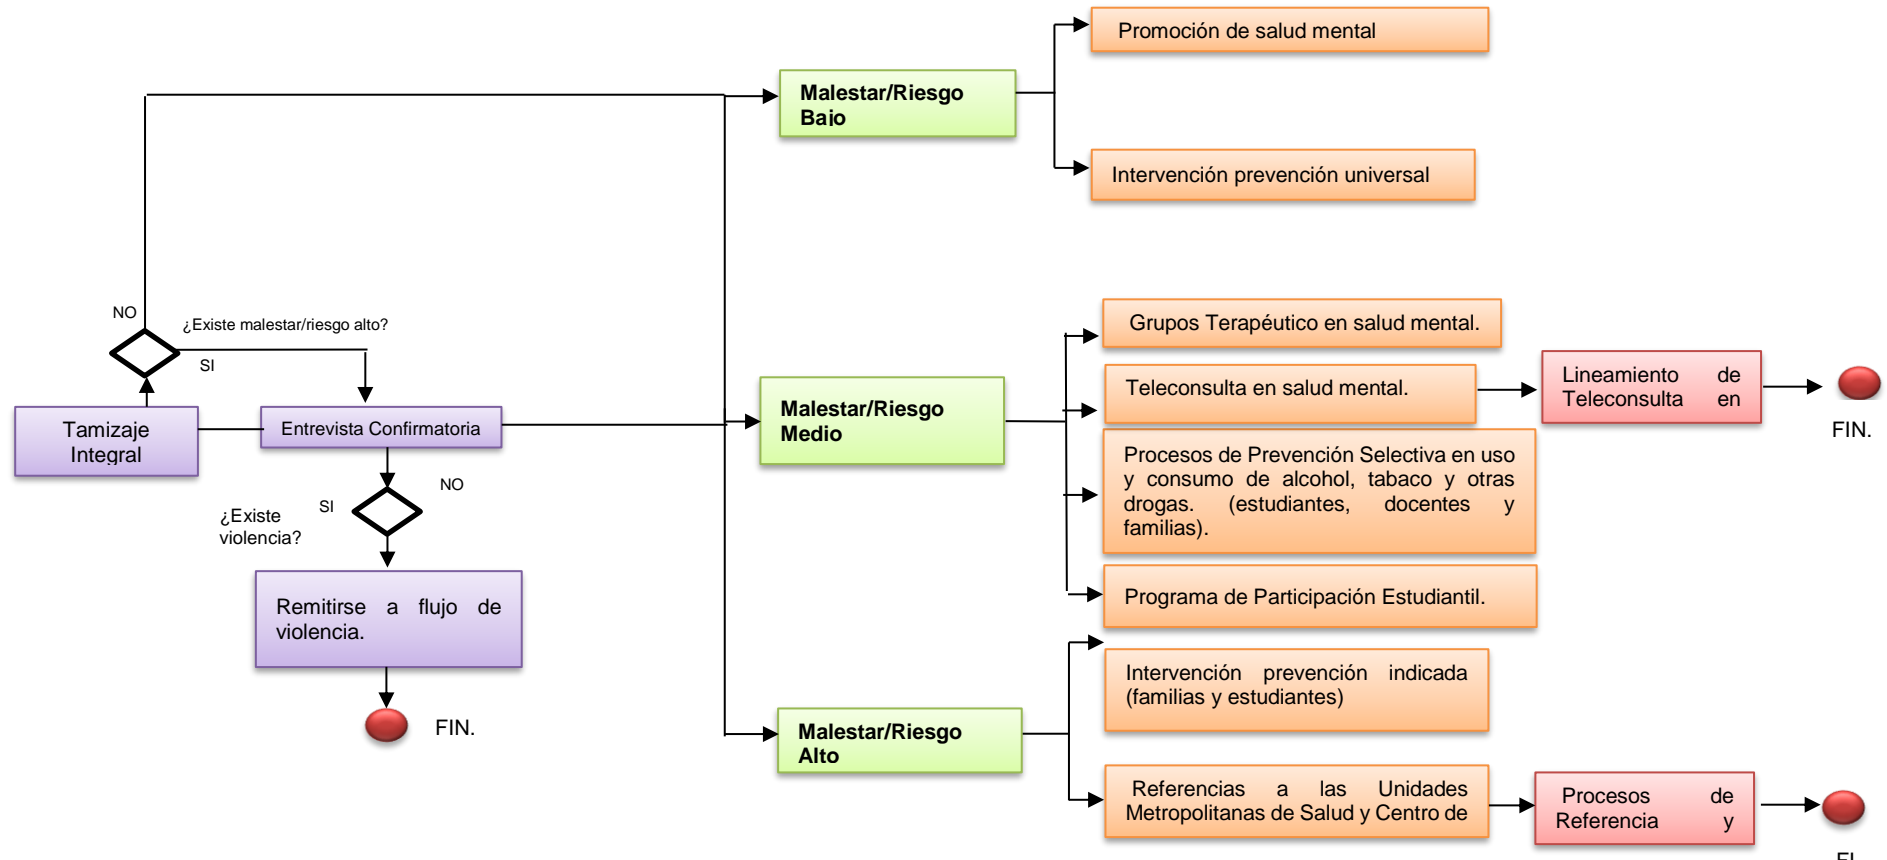 Promoción de salud mental
Malestar/Riesgo
Bajo
Intervención prevención universal
NO
¿Existe malestar/riesgo alto?
SI
Tamizaje
Integral
Entrevista Confirmatoria
SI
NO
¿Existe
violencia?
Remitirse a flujo de
violencia.
FIN.
Malestar/Riesgo
Medio
Grupos Terapéutico en salud mental.
Teleconsulta en salud mental.
Lineamiento de
Teleconsulta en
FIN.
Procesos de Prevención Selectiva en uso
y consumo de alcohol, tabaco y otras
drogas. (estudiantes, docentes y
familias).
Programa de Participación Estudiantil.
Malestar/Riesgo
Alto
Intervención prevención indicada
(familias y estudiantes)
Referencias a las Unidades
Metropolitanas de Salud y Centro de
Procesos de
Referencia y